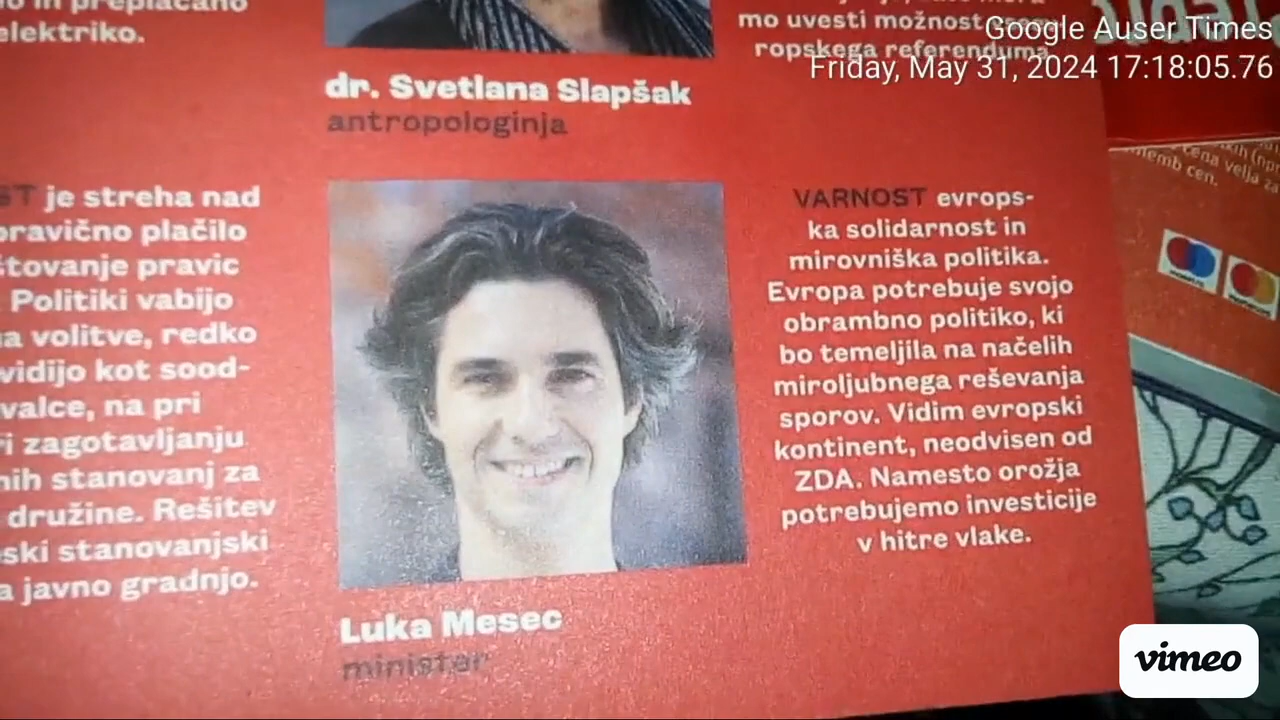 elektriko.
mo uvesti možnost
ropskega referenduma.
Google Auser Times
Friday, May 31, 2024 17:18:05.76
dr. Svetlana Slapšak
antropologinja
je streha nad
pravično plačilo
pravic
Politiki vabijo
na volitve, redko
vidijo kot sood-
valce, na pri
zagotavljanju
nih stanovanj za
družine. Rešitev
stanovanjski
javno gradnjo.
Luka Mesec
minister
VARNOST evrops-
ka solidarnost in
mirovniška politika.
Evropa potrebuje svojo
obrambno politiko, ki
bo temeljila na načelih
miroljubnega reševanja
sporov. Vidim evropski
kontinent, neodvisen od
ZDA. Namesto orožja
potrebujemo investicije
v hitre vlake.
cena velja za
cen.
vimeo